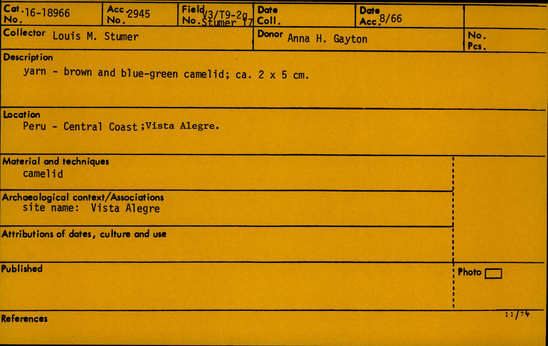 Cat. No. 16-18966 Acc. No. 2945 Field No. V3/T9-2g Stumer 17 Date Coll. Date Acc. 8/66
Collector Louis M. Stumer Donor Anna H. Gayton No. Pcs.
Description
yarn - brown and blue-green camelid; ca. 2 x 5 cm.
Location
Peru - Central Coast; Vista Alegre.
Material and techniques
camelid
Archaeological context/Associations
site name: Vista Alegre
Attributions of dates, culture and use
Published Photo
References